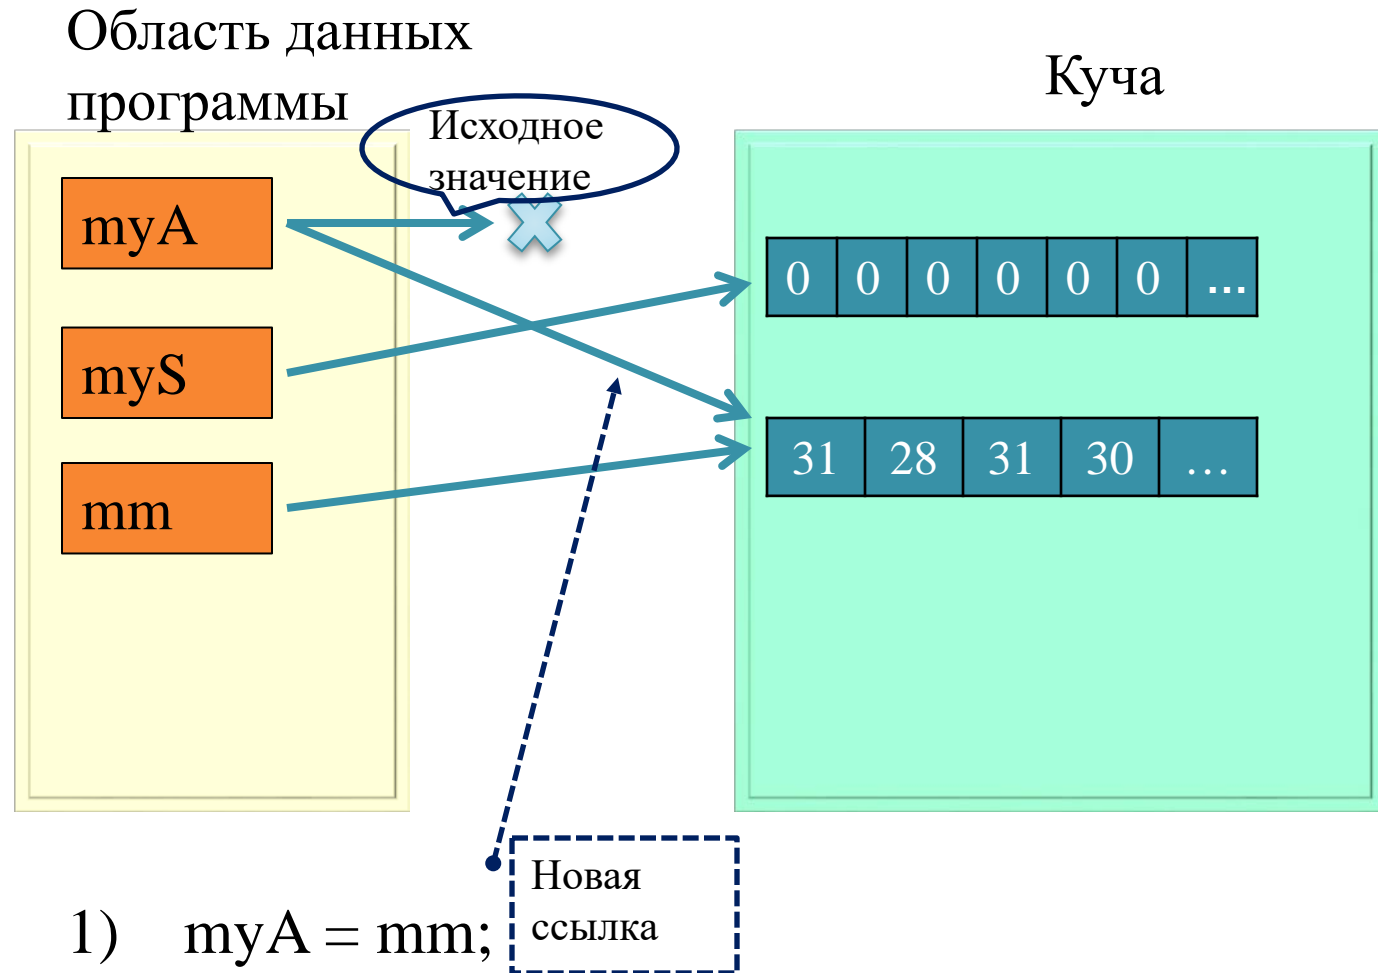 Область данных
программы
Куча
Исходное
значение
myA
myS
mm
0 0 0 0 0 0 ...
31 28 31 30 ...
Новая
ссылка
1) myA = mm;